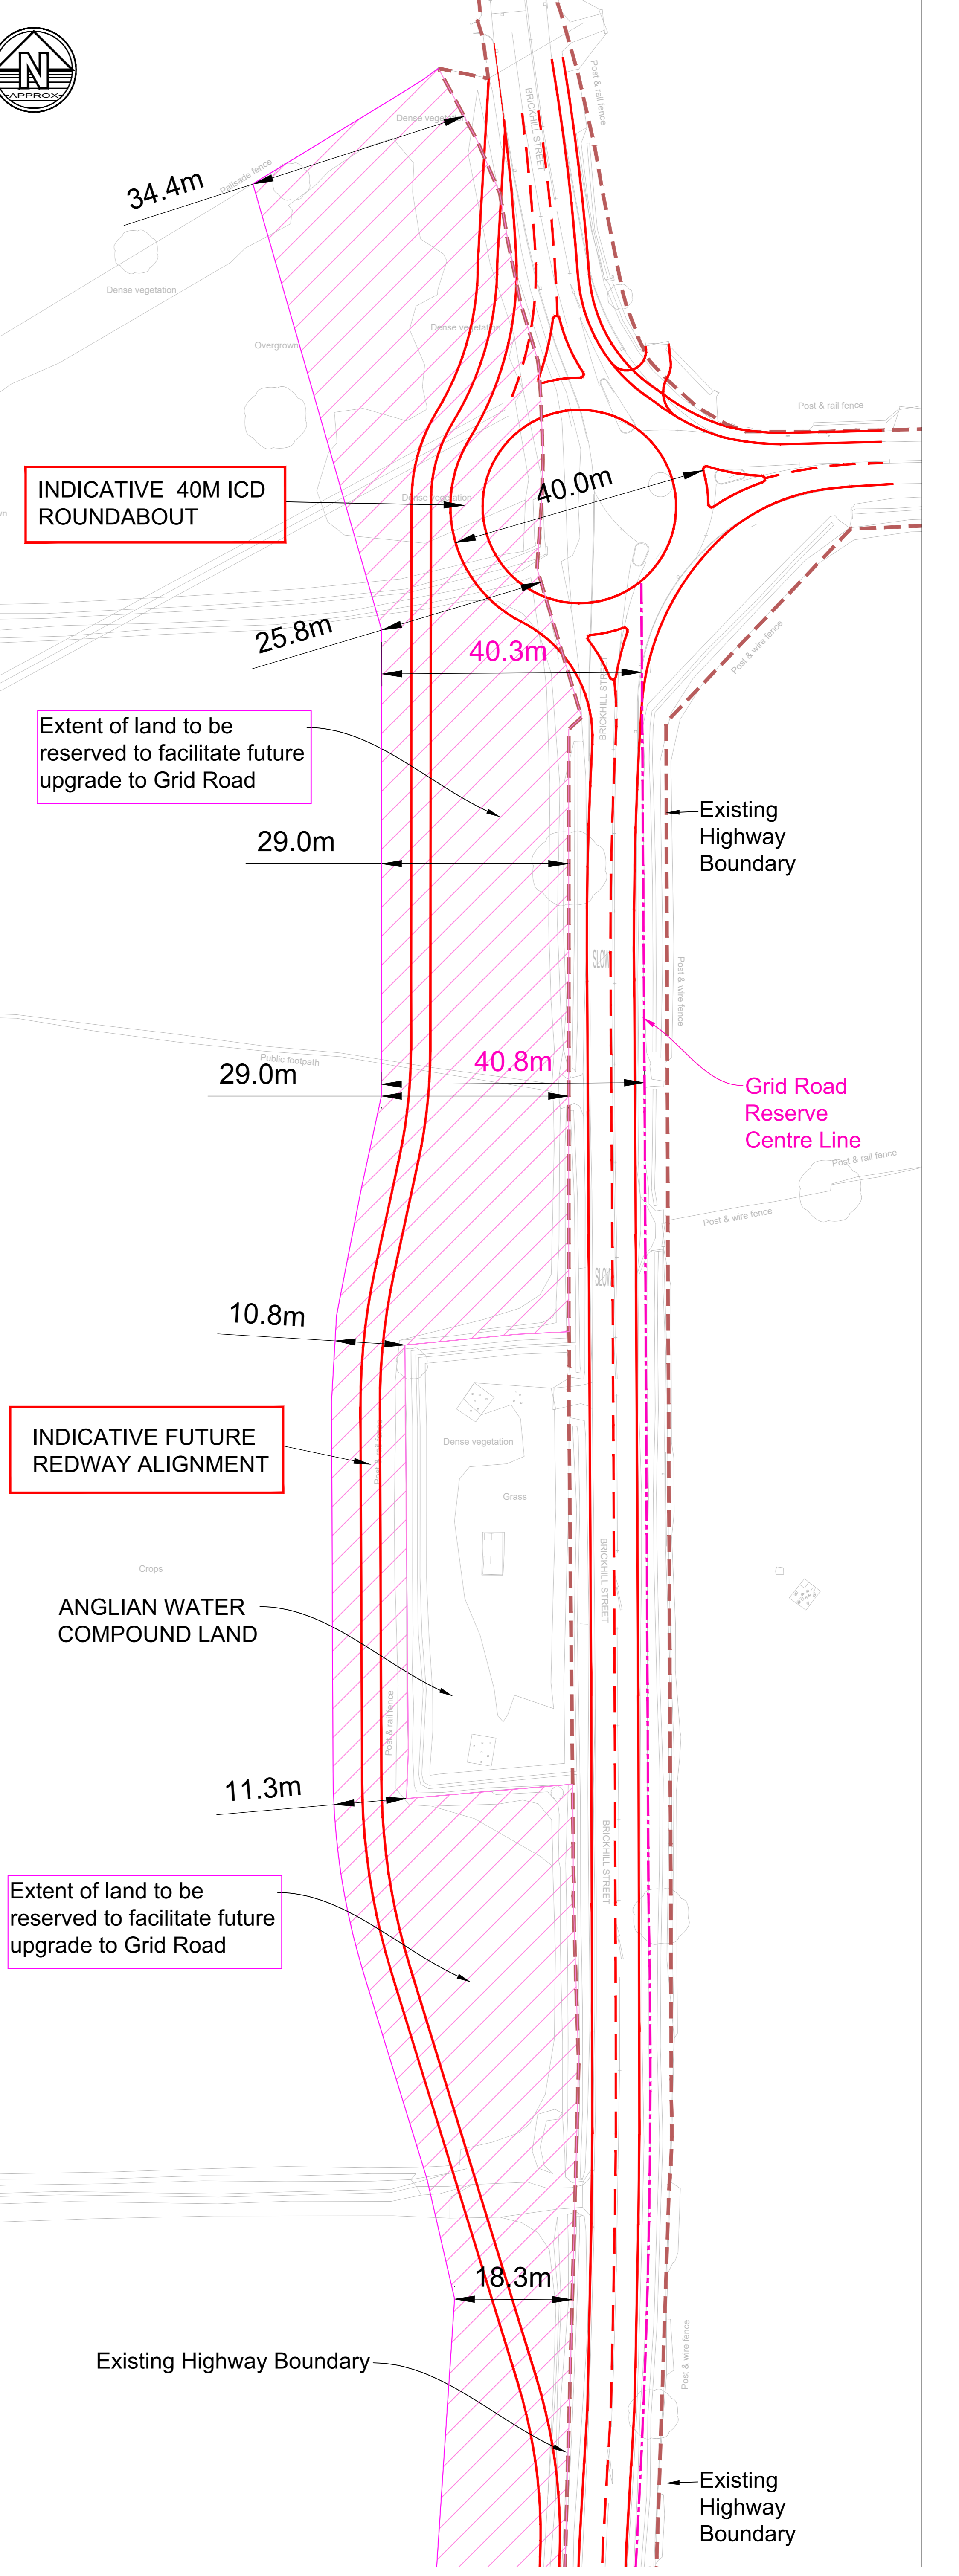 N
APPROX
BRICKHILL STREET
Post & rail fence
Dense vegetation
34.4m
Palisade fence
Dense vegetation
Dense vegetation
Overgrown
Post & rail fence
INDICATIVE 40M ICD
ROUNDABOUT
Dense vegetation
40.0m
25.8m
40.3m
Post & wire fence
BRICKHILL STREET
Extent of land to be
reserved to facilitate future
upgrade to Grid Road
Existing
Highway
Boundary
29.0m
SLOW
Post & wire fence
Public footpath
40.8m
29.0m
Grid Road
Reserve
Centre Line
Post & rail fence
Post & wire fence
SLOW
10.8m
INDICATIVE FUTURE
REDWAY ALIGNMENT
Post & rail fence
Dense vegetation
Grass
Crops
BRICKHILL STREET
ANGLIAN WATER
COMPOUND LAND
Post & rail fence
11.3m
BRICKHILL STREET
Extent of land to be
reserved to facilitate future
upgrade to Grid Road
18.3m
Existing Highway Boundary
Post & wire fence
Existing
Highway
Boundary